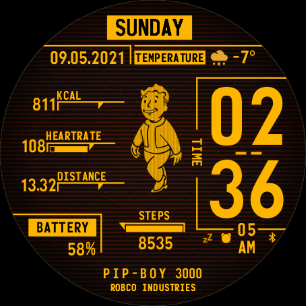 SUNDAY
09.05.2021 TEMPERATURE -7°
KCAL
811
HEARTRATE
108
DISTANCE
13.32
TIME
02
36
05
AM
zZ
STEPS
8535
BATTERY
58%
PIP-BOY 3000
ROBCO INDUSTRIES